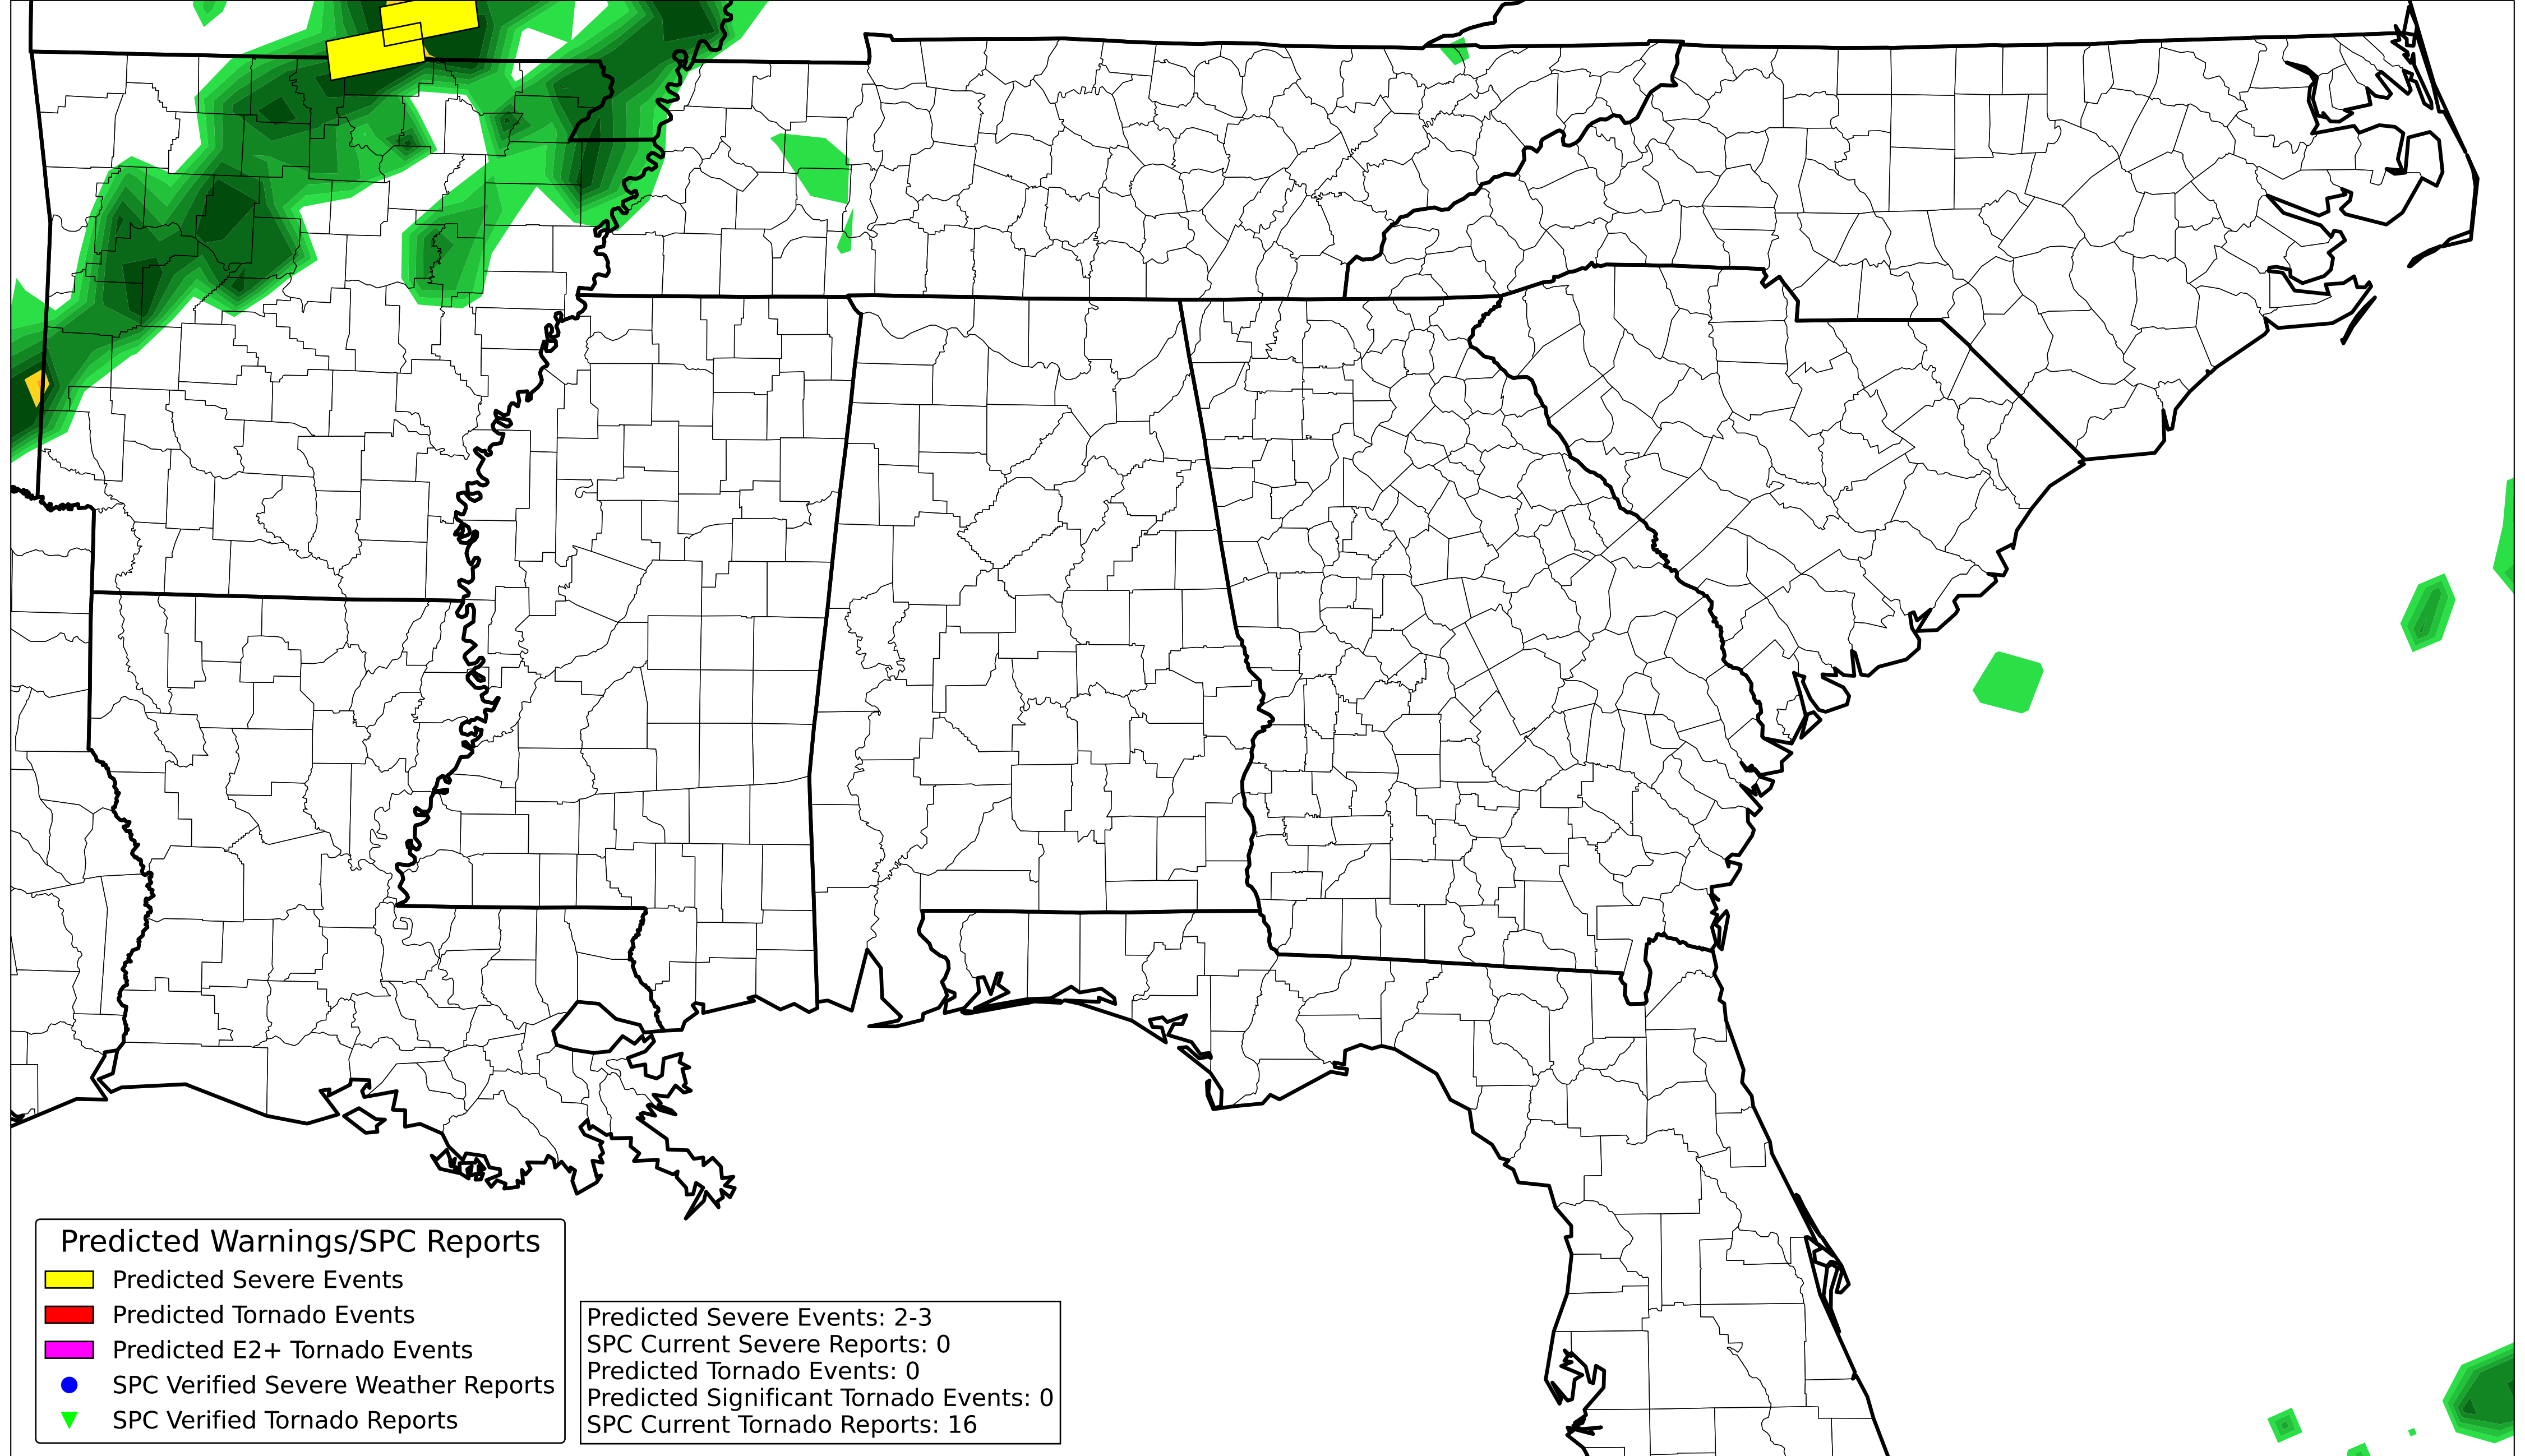 Predicted Warnings/SPC Reports
Predicted Severe Events
Predicted Tornado Events
Predicted E2+ Tornado Events
SPC Verified Severe Weather Reports
SPC Verified Tornado Reports
Predicted Severe Events: 2-3
SPC Current Severe Reports: 0
Predicted Tornado Events: 0
Predicted Significant Tornado Events: 0
SPC Current Tornado Reports: 16